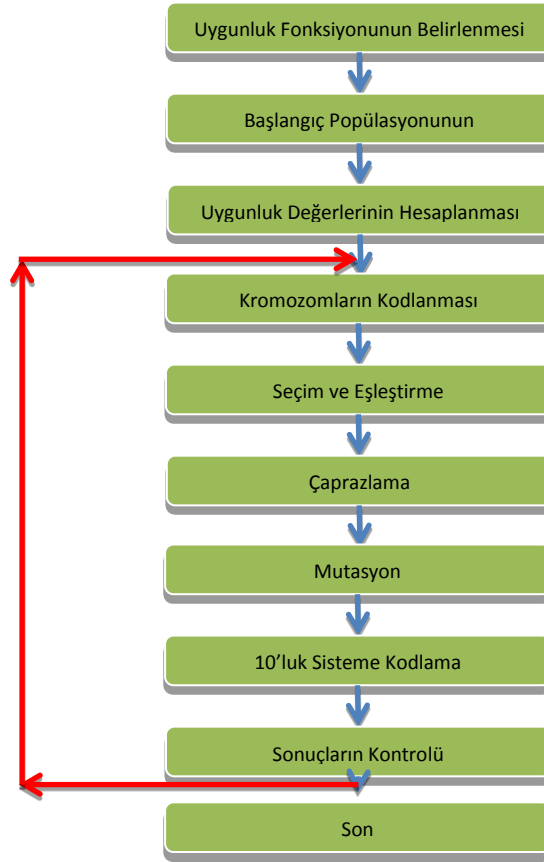 Uygunluk Fonksiyonunun Belirlenmesi
Başlangıç Popülasyonunun
Uygunluk Değerlerinin Hesaplanması
Kromozomların Kodlanması
Seçim ve Eşleştirme
Çaprazlama
Mutasyon
10’luk Sisteme Kodlama
Sonuçların Kontrolü
Son